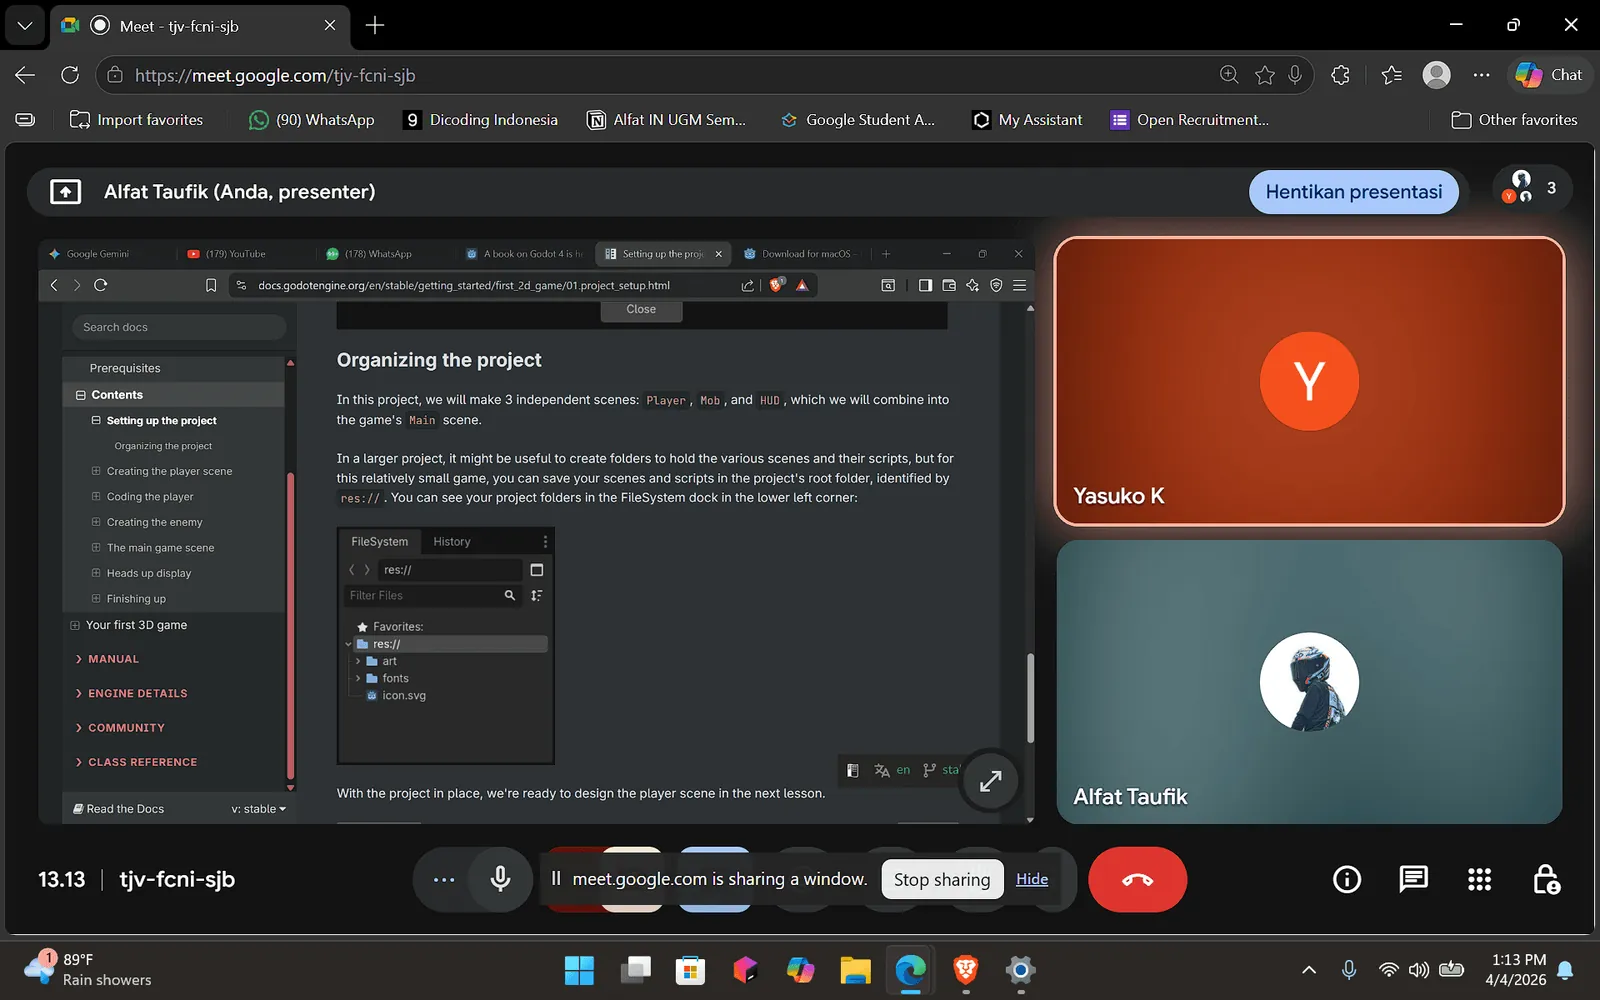 Meet - tjv-fcni-sjb
https://meet.google.com/tjv-fcni-sjb
Chat
Import favorites
(90) WhatsApp
9 Dicoding Indonesia
Alfat IN UGM Sem...
Google Student A...
My Assistant
Open Recruitment...
Other favorites
Alfat Taufik (Anda, presenter)
Hentikan presentasi
3
Google Gemini
(179) YouTube
(178) WhatsApp
A book on Godot 4 is h
Setting up the proj
Download for macOS
docs.godotengine.org/en/stable/getting_started/first_2d_game/01.project_setup.html
Search docs
Prerequisites
Contents
Setting up the project
Organizing the project
Creating the player scene
Coding the player
Creating the enemy
The main game scene
Heads up display
Finishing up
Your first 3D game
MANUAL
ENGINE DETAILS
COMMUNITY
CLASS REFERENCE
Read the Docs
v: stable
Close
Organizing the project
In this project, we will make 3 independent scenes: Player, Mob, and HUD, which we will combine into
the game's Main scene.
In a larger project, it might be useful to create folders to hold the various scenes and their scripts, but for
this relatively small game, you can save your scenes and scripts in the project's root folder, identified by
res://. You can see your project folders in the FileSystem dock in the lower left corner:
FileSystem
History
res://
Filter Files
Favorites:
res://
art
fonts
icon.svg
en
sta
With the project in place, we're ready to design the player scene in the next lesson.
Y
Yasuko K
Alfat Taufik
13.13
tjv-fcni-sjb
meet.google.com is sharing a window.
Stop sharing
Hide
1
89°F
Rain showers
1:13 PM
4/4/2026